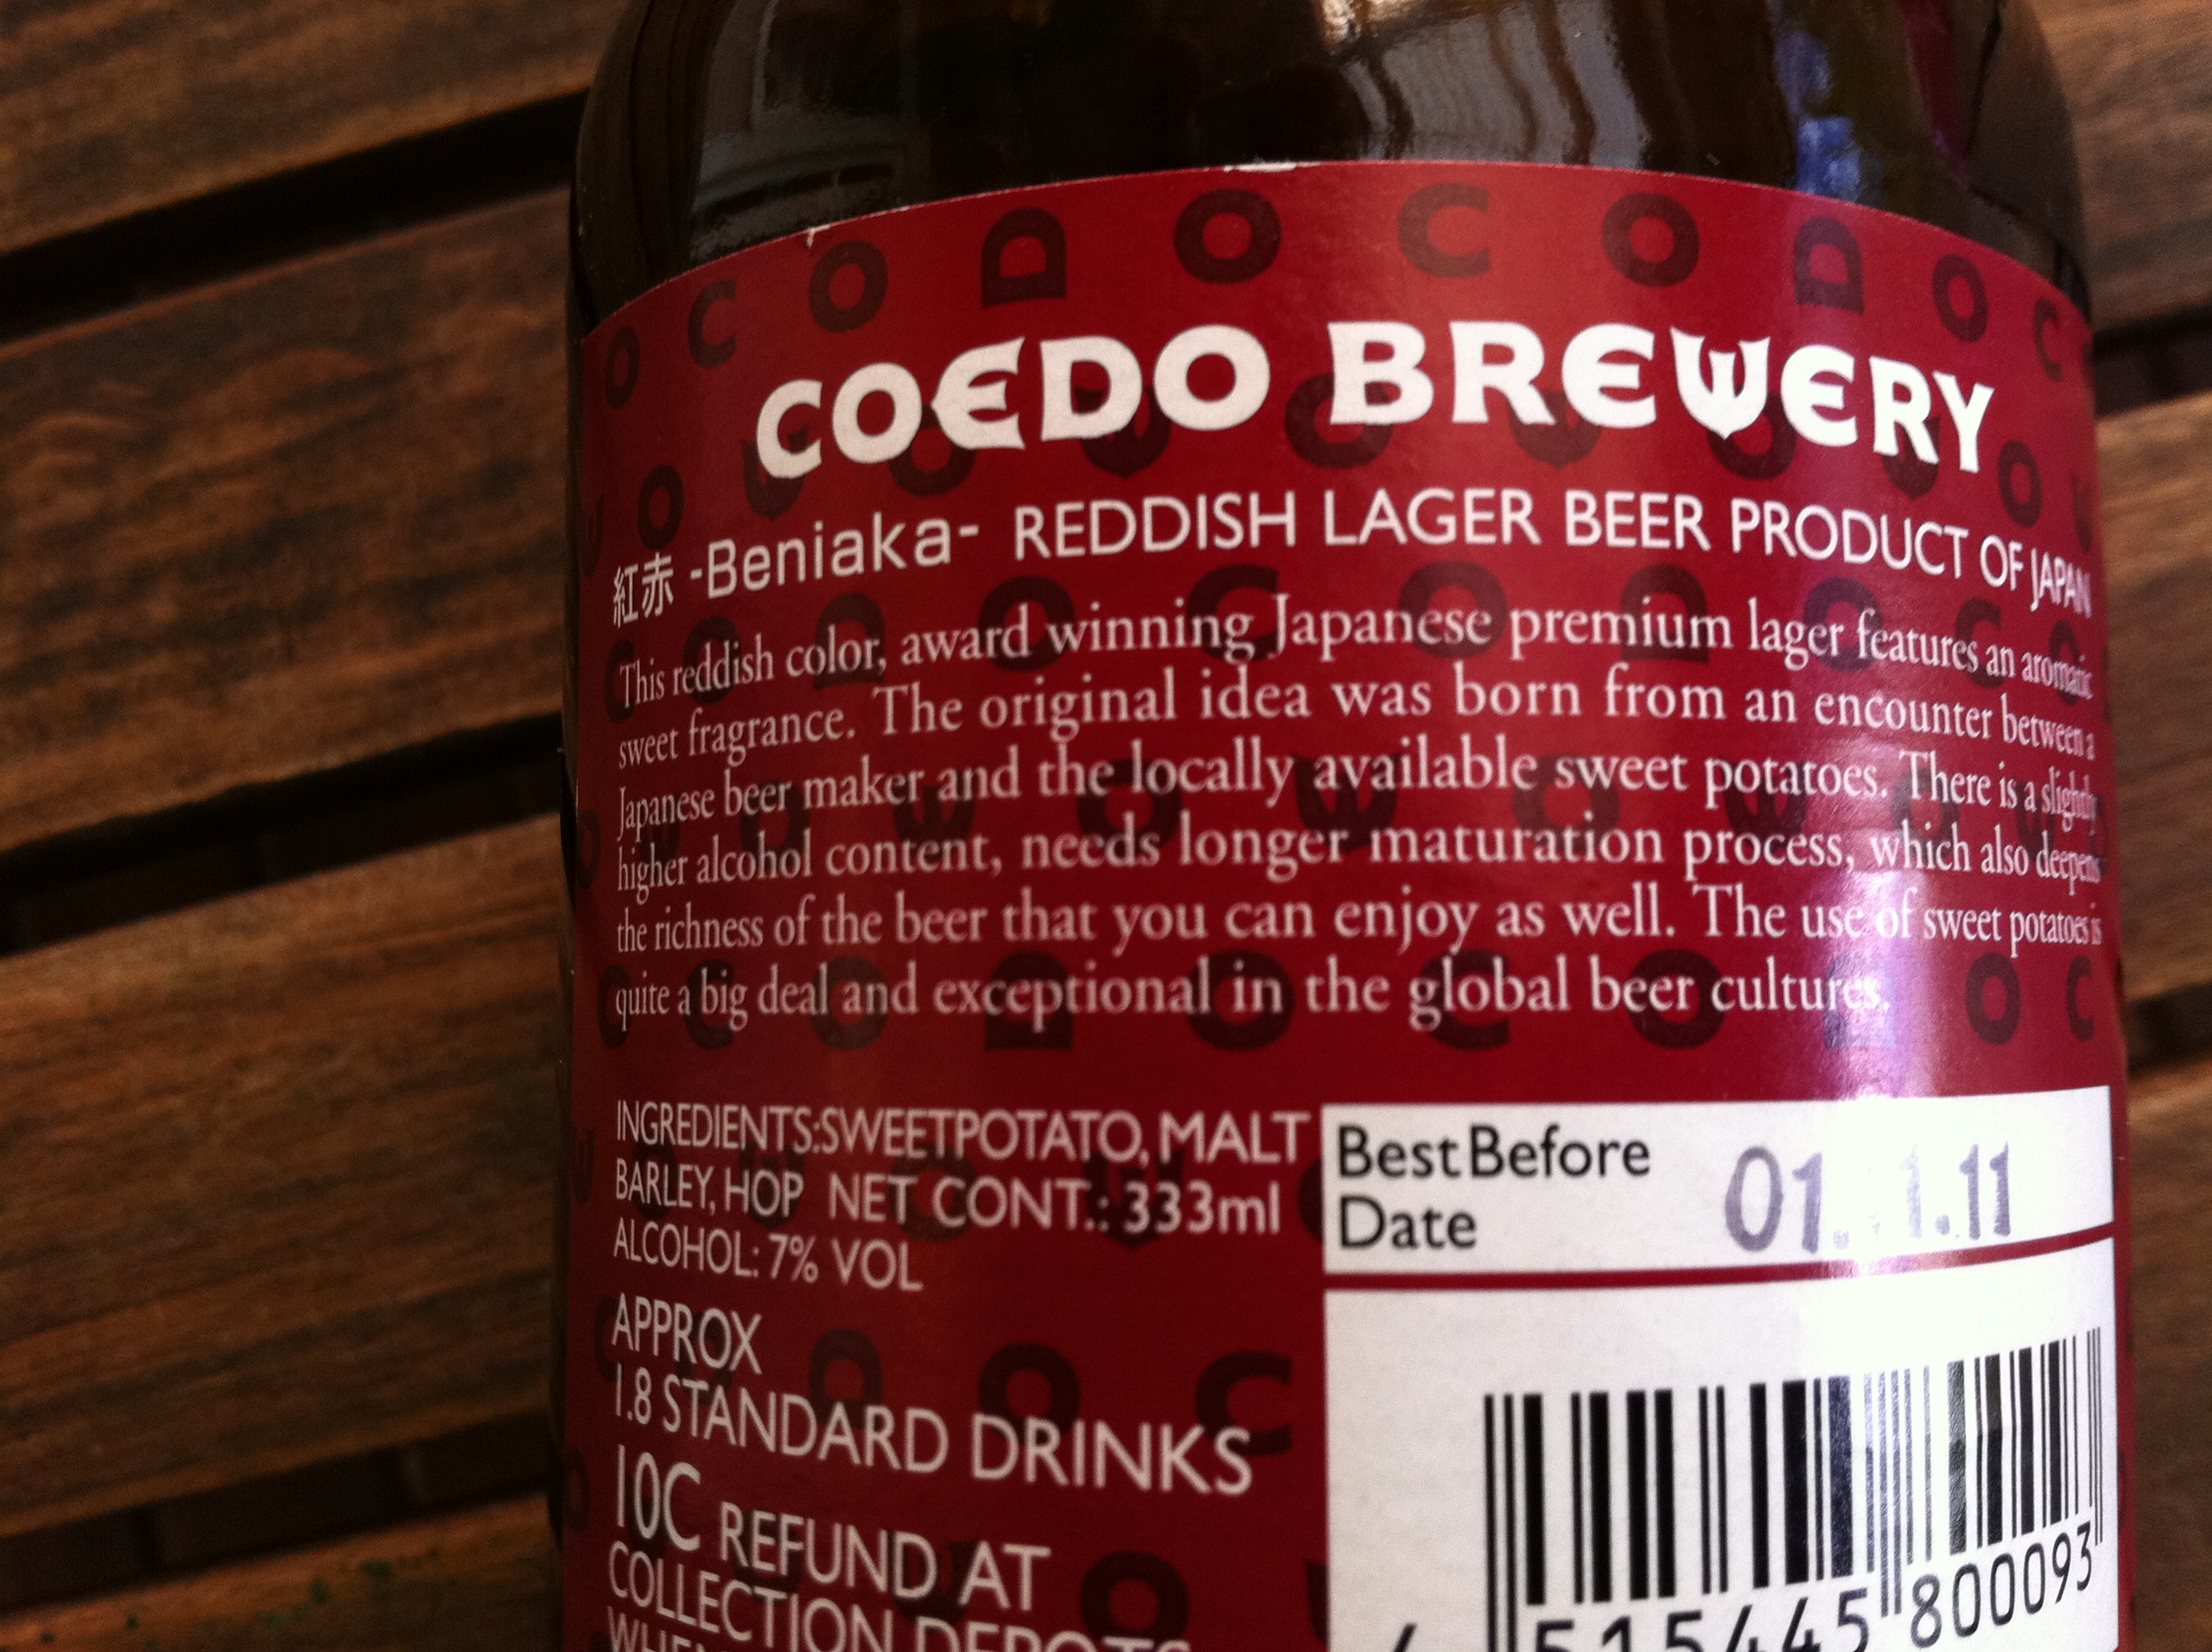 COEDO BREWERY
紅赤 -Beniaka- REDDISH LAGER BEER PRODUCT OF JAPAN
This reddish color, award winning Japanese premium lager features an aromatic
sweet fragrance. The original idea was born from an encounter between a
Japanese beer maker and the locally available sweet potatoes. There is a slightly
higher alcohol content, needs longer maturation process, which also deepens
the richness of the beer that you can enjoy as well. The use of sweet potatoes is
quite a big deal and exceptional in the global beer cultures.
INGREDIENTS:SWEETPOTATO, MALT
BARLEY, HOP NET CONT.: 333ml
ALCOHOL: 7% VOL
APPROX
1.8 STANDARD DRINKS
10C REFUND AT
COLLECTION DEPOTS
Best Before
Date
515445 800093